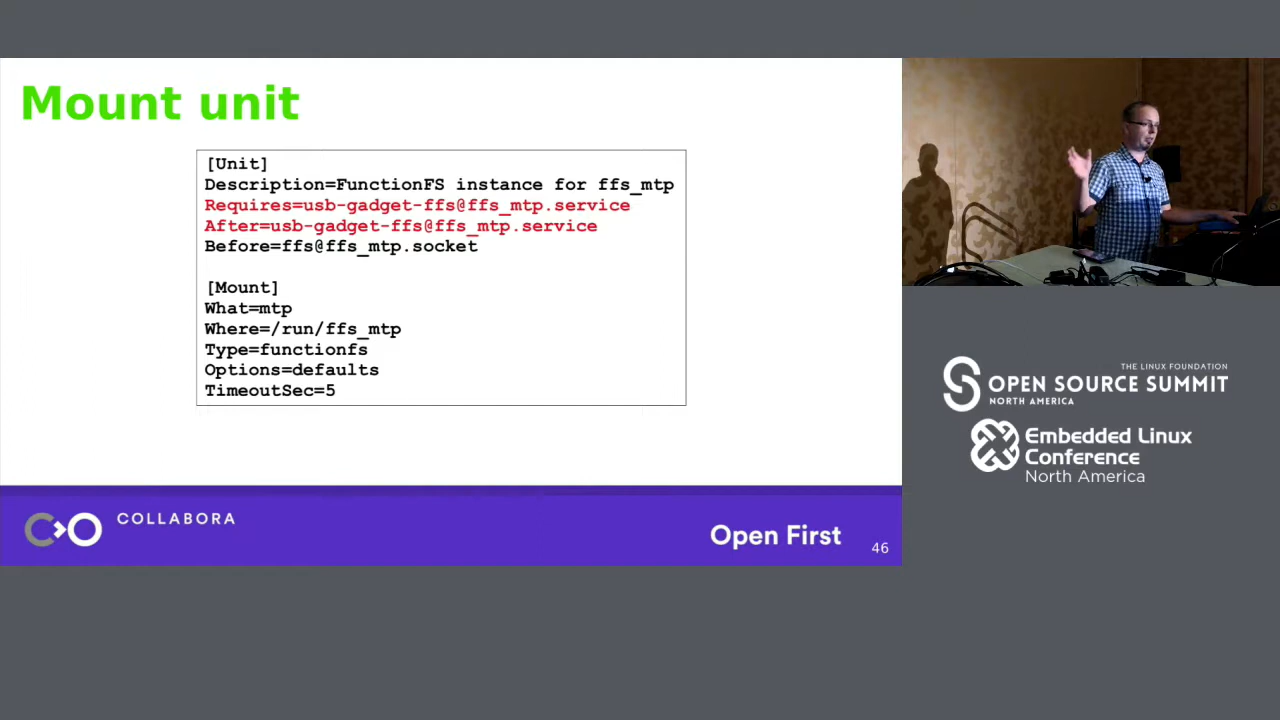 Mount unit
[Unit]
Description=FunctionFS instance for ffs_mtp
Requires=usb-gadget-ffs@ffs_mtp.service
After=usb-gadget-ffs@ffs_mtp.service
Before=ffs@ffs_mtp.socket
[Mount]
What=mtp
Where=/run/ffs_mtp
Type=functionfs
Options=defaults
TimeoutSec=5
COLLABORA
Open First
46
THE LINUX FOUNDATION
OPEN SOURCE SUMMIT
NORTH AMERICA
Embedded Linux
Conference
North America